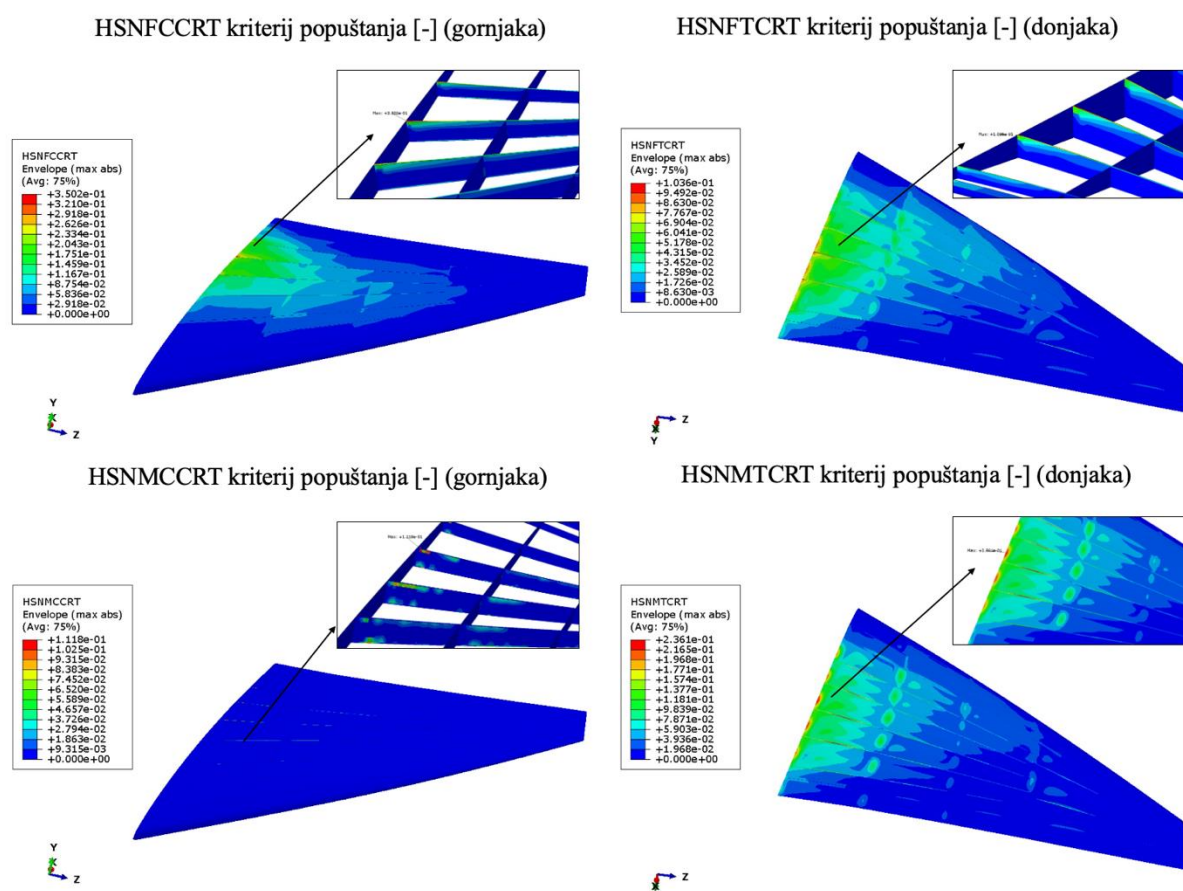 HSNFCCRT kriterij popuštanja [-] (gornjaka)
HSNFCCRT
Envelope (max abs)
(Avg: 75%)
+3.502e-01
+3.210e-01
+2.918e-01
+2.626e-01
+2.334e-01
+2.043e-01
+1.751e-01
+1.459e-01
+1.167e-01
+8.754e-02
+5.836e-02
+2.918e-02
+0.000e+00
Y
X
Z
HSNFTCRT kriterij popuštanja [-] (donjaka)
HSNFTCRT
Envelope (max abs)
(Avg: 75%)
+1.036e-01
+9.492e-02
+8.630e-02
+7.767e-02
+6.904e-02
+6.041e-02
+5.178e-02
+4.315e-02
+3.452e-02
+2.589e-02
+1.726e-02
+8.630e-03
+0.000e+00
Z
X
Y
HSNMCCRT kriterij popuštanja [-] (gornjaka)
HSNMCCRT
Envelope (max abs)
(Avg: 75%)
+1.118e-01
+1.025e-01
+9.315e-02
+8.383e-02
+7.452e-02
+6.520e-02
+5.589e-02
+4.657e-02
+3.726e-02
+2.794e-02
+1.863e-02
+9.315e-03
+0.000e+00
Y
X
Z
HSNMTCRT kriterij popuštanja [-] (donjaka)
HSNMTCRT
Envelope (max abs)
(Avg: 75%)
+2.361e-01
+2.165e-01
+1.968e-01
+1.771e-01
+1.574e-01
+1.377e-01
+1.181e-01
+9.839e-02
+7.871e-02
+5.903e-02
+3.936e-02
+1.968e-02
+0.000e+00
Z
X